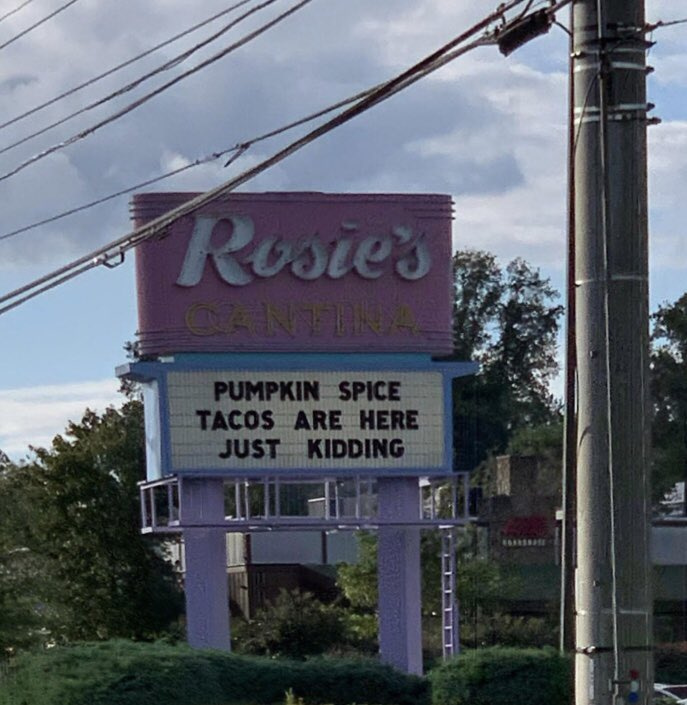 Rosie's
CANTINA
PUMPKIN SPICE
TACOS ARE HERE
JUST KIDDING